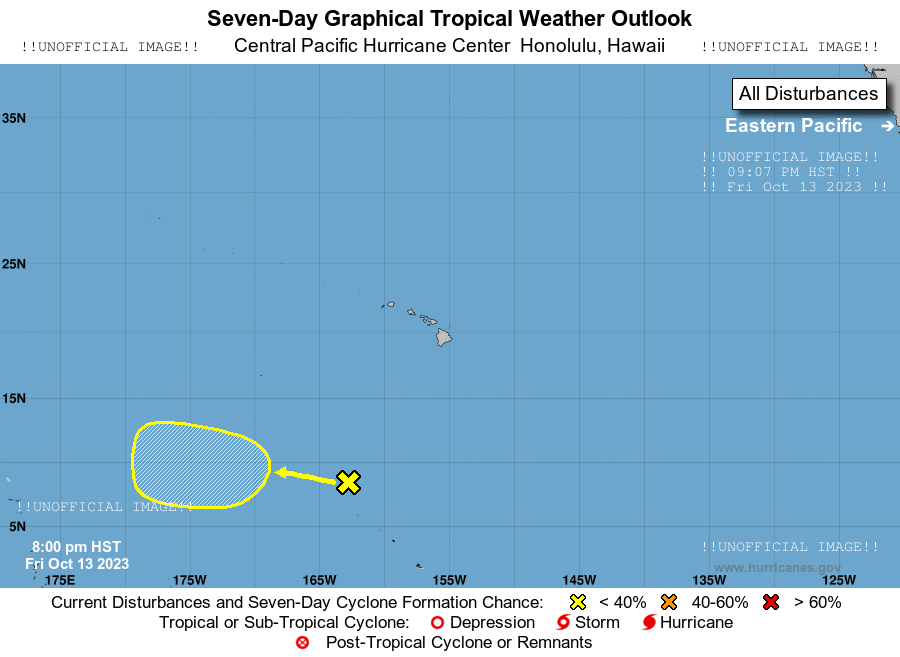 Seven-Day Graphical Tropical Weather Outlook
!!UNOFFICIAL IMAGE!! Central Pacific Hurricane Center Honolulu, Hawaii !!UNOFFICIAL IMAGE!!
All Disturbances
35N
Eastern Pacific
!!UNOFFICIAL IMAGE!!
!! 09:07 PM HST !!
!! Fri Oct 13 2023 !!
25N
15N
!!UNOFFICIAL IMAGE!!
5N
8:00 pm HST
Fri Oct 13 2023
!!UNOFFICIAL IMAGE!!
www.hurricanes.gov
175E 175W 165W 155W 145W 135W 125W
Current Disturbances and Seven-Day Cyclone Formation Chance: < 40% 40-60% > 60%
Tropical or Sub-Tropical Cyclone: Depression Storm Hurricane
Post-Tropical Cyclone or Remnants